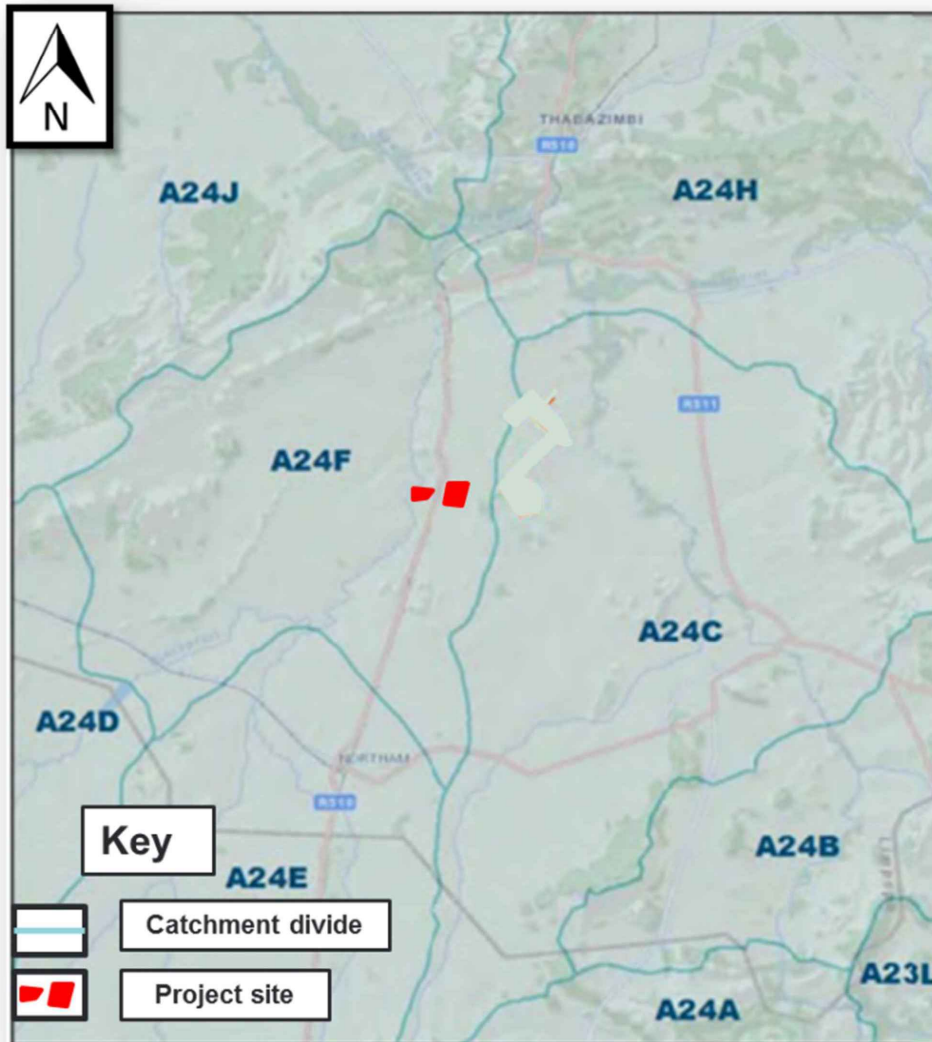 N
THABAZIMBI
R510
A24J
A24H
R511
A24F
A24C
A24D
NORTHAM
R510
Key
A24B
A24E
Catchment divide
A23L
Project site
A24A